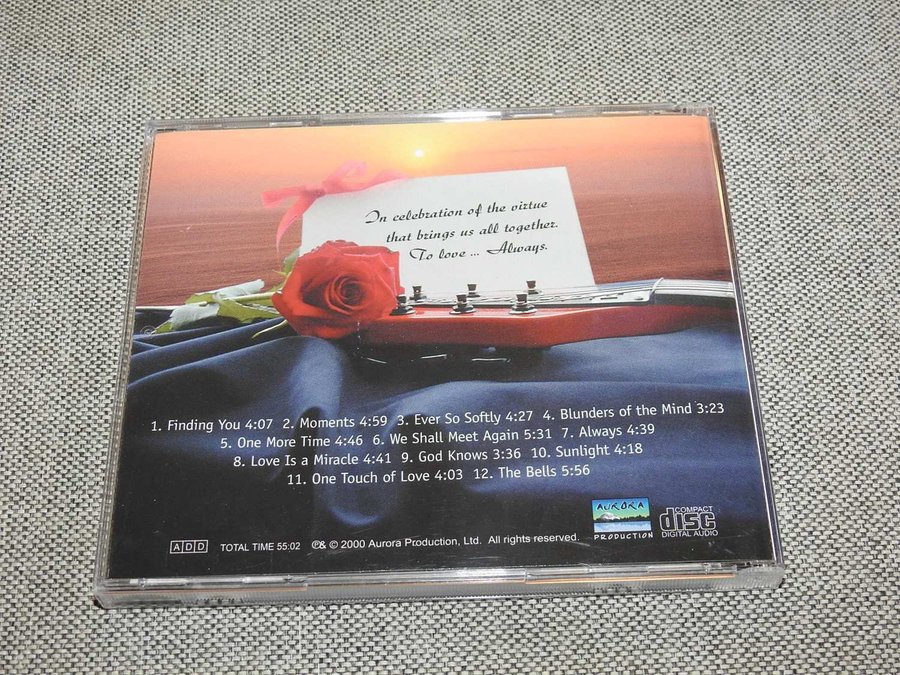 In celebration of the virtue
that brings us all together.
To love ... Always.
1. Finding You 4:07 2. Moments 4:59 3. Ever So Softly 4:27 4. Blunders of the Mind 3:23
5. One More Time 4:46 6. We Shall Meet Again 5:31 7. Always 4:39
8. Love Is a Miracle 4:41 9. God Knows 3:36 10. Sunlight 4:18
11. One Touch of Love 4:03 12. The Bells 5:56
ADD TOTAL TIME 55:02 ℗& © 2000 Aurora Production, Ltd. All rights reserved.
AURORA
PRODUCTION
COMPACT
disc
DIGITAL AUDIO